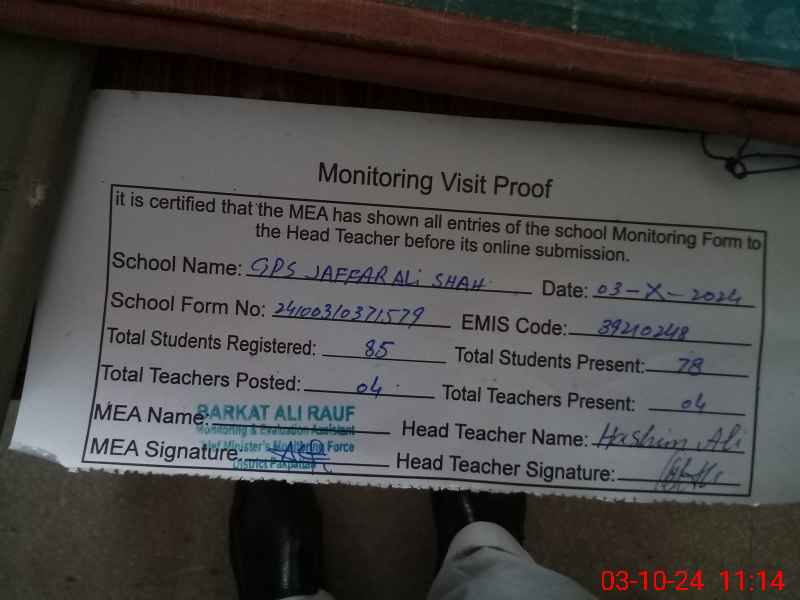 Monitoring Visit Proof
it is certified that the MEA has shown all entries of the school Monitoring Form to
the Head Teacher before its online submission.
School Name: GPS JAFFAR ALI SHAH Date: 03-X-2024
School Form No: 24100310371579 EMIS Code: 39210248
Total Students Registered: 85 Total Students Present: 78
Total Teachers Posted: 04 Total Teachers Present: 04
MEA Name: BARKAT ALI RAUF Head Teacher Name: Hashim Ali
Monitoring & Evaluation Assistant
Chief Minister's Monitoring Force
MEA Signature: Head Teacher Signature:
District Pakpattan
03-10-24 11:14